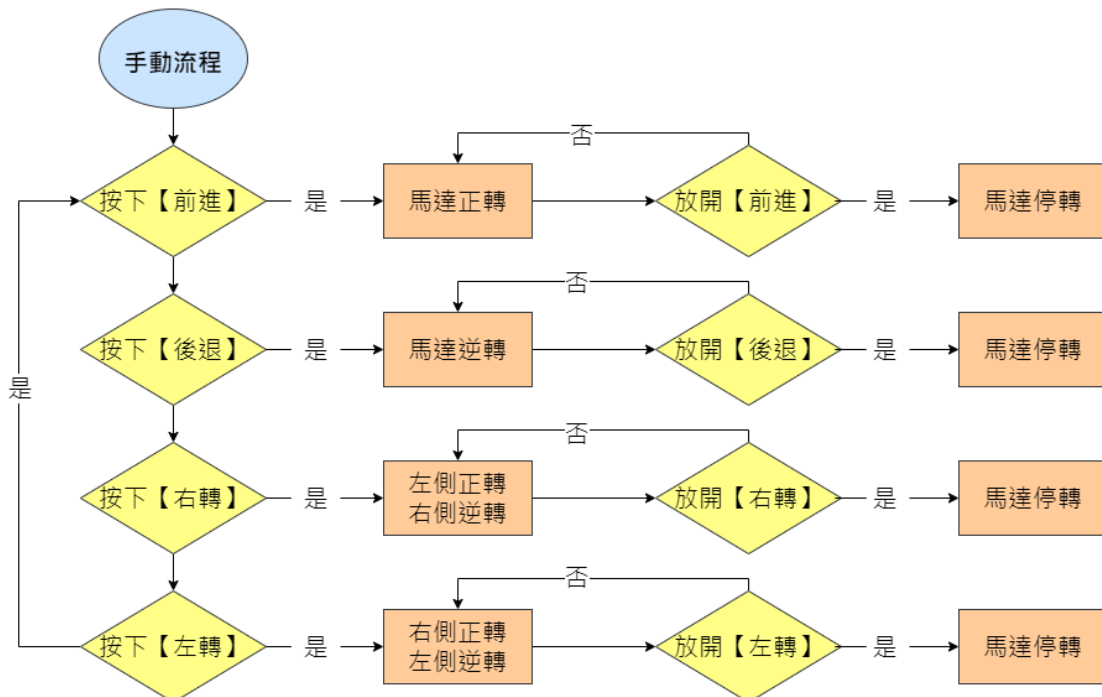 手動流程
否
按下【前進】
是
馬達正轉
放開【前進】
是
馬達停轉
否
按下【後退】
是
馬達逆轉
放開【後退】
是
馬達停轉
是
否
按下【右轉】
是
左側正轉
右側逆轉
放開【右轉】
是
馬達停轉
否
按下【左轉】
是
右側正轉
左側逆轉
放開【左轉】
是
馬達停轉